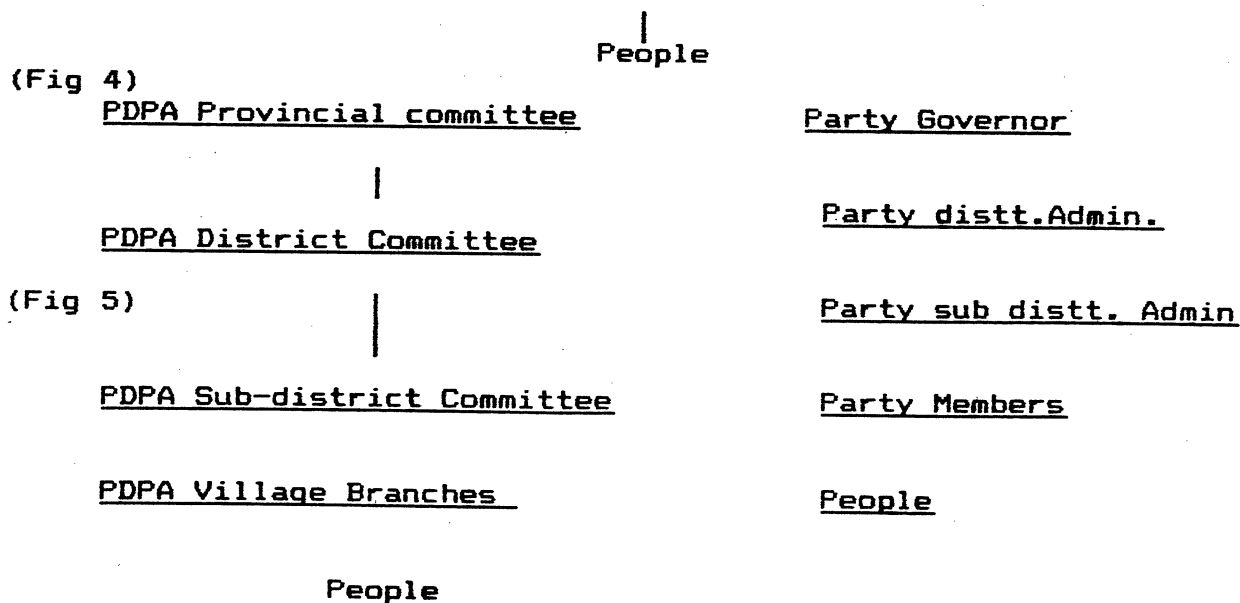 People
(Fig 4)
PDPA Provincial committee Party Governor
Party distt.Admin.
PDPA District Committee
(Fig 5)
Party sub distt. Admin
PDPA Sub-district Committee Party Members
PDPA Village Branches People
People